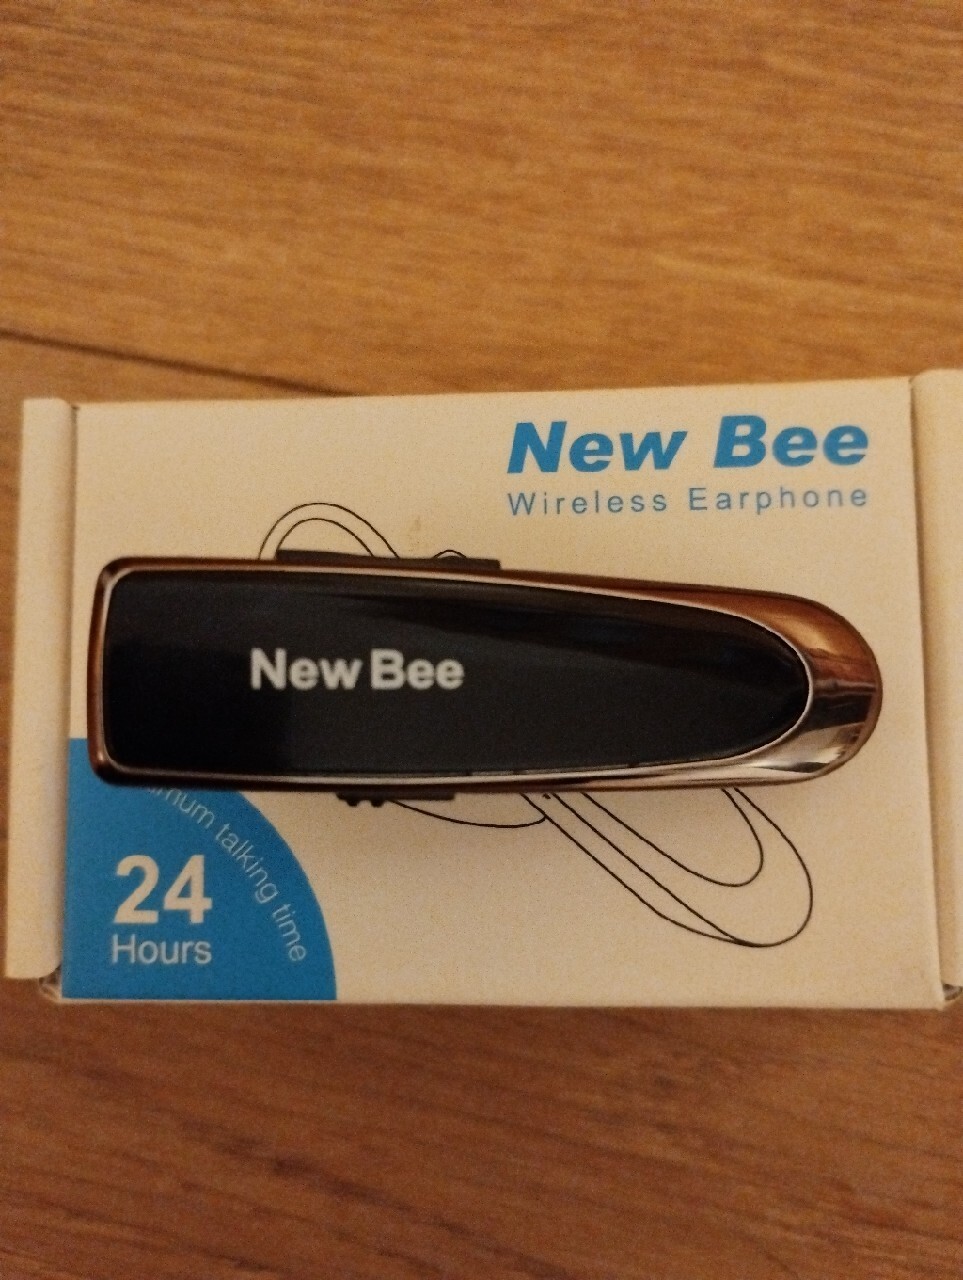 New Bee
Wireless Earphone
New Bee
talking time
24
Hours